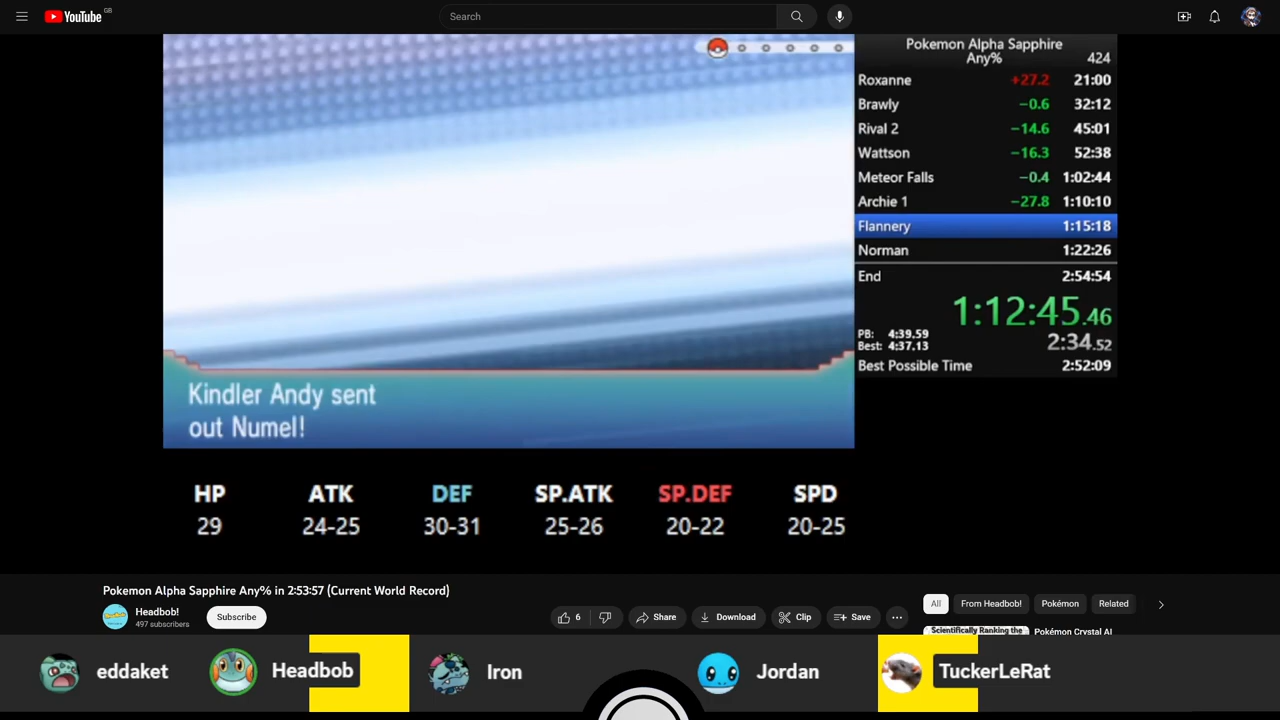 YouTube GB
Search
Pokemon Alpha Sapphire
Any%
424
Roxanne +27.2 21:00
Brawly −0.6 32:12
Rival 2 −14.6 45:01
Wattson −16.3 52:38
Meteor Falls −0.4 1:02:44
Archie 1 −27.8 1:10:10
Flannery 1:15:18
Norman 1:22:26
End 2:54:54
1:12:45.46
PB: 4:39.59
Best: 4:37.13
2:34.52
Best Possible Time 2:52:09
Kindler Andy sent
out Numel!
HP ATK DEF SP.ATK SP.DEF SPD
29 24-25 30-31 25-26 20-22 20-25
Pokemon Alpha Sapphire Any% in 2:53:57 (Current World Record)
Headbob!
497 subscribers
Subscribe
6 Share Download Clip Save
All From Headbob! Pokémon Related
Scientifically Ranking the
Pokémon Crystal AI
eddaket Headbob Iron Jordan TuckerLeRat